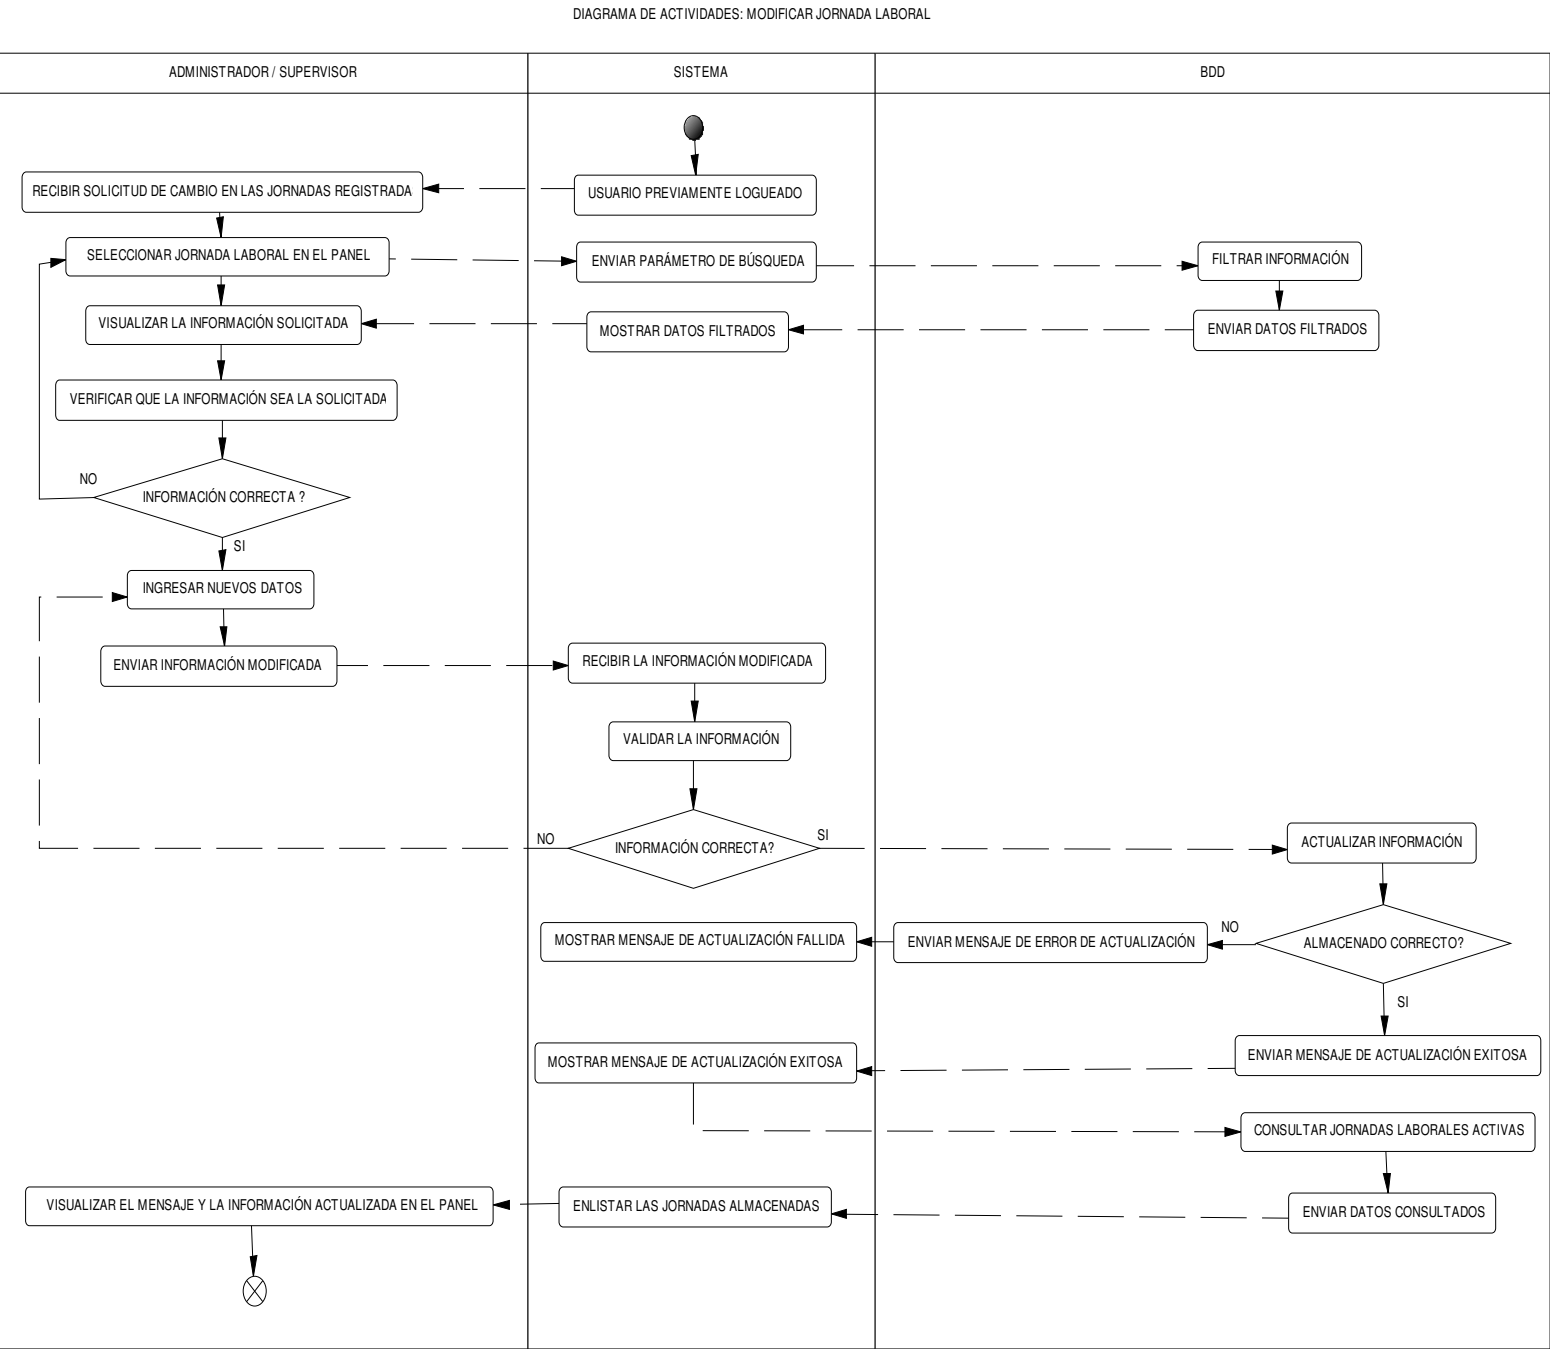 DIAGRAMA DE ACTIVIDADES: MODIFICAR JORNADA LABORAL
ADMINISTRADOR / SUPERVISOR
SISTEMA
BDD
USUARIO PREVIAMENTE LOGUEADO
RECIBIR SOLICITUD DE CAMBIO EN LAS JORNADAS REGISTRADA
SELECCIONAR JORNADA LABORAL EN EL PANEL
ENVIAR PARÁMETRO DE BÚSQUEDA
FILTRAR INFORMACIÓN
VISUALIZAR LA INFORMACIÓN SOLICITADA
MOSTRAR DATOS FILTRADOS
ENVIAR DATOS FILTRADOS
VERIFICAR QUE LA INFORMACIÓN SEA LA SOLICITADA
NO
INFORMACIÓN CORRECTA ?
SI
INGRESAR NUEVOS DATOS
ENVIAR INFORMACIÓN MODIFICADA
RECIBIR LA INFORMACIÓN MODIFICADA
VALIDAR LA INFORMACIÓN
NO
INFORMACIÓN CORRECTA?
SI
ACTUALIZAR INFORMACIÓN
MOSTRAR MENSAJE DE ACTUALIZACIÓN FALLIDA
ENVIAR MENSAJE DE ERROR DE ACTUALIZACIÓN
NO
ALMACENADO CORRECTO?
SI
MOSTRAR MENSAJE DE ACTUALIZACIÓN EXITOSA
ENVIAR MENSAJE DE ACTUALIZACIÓN EXITOSA
CONSULTAR JORNADAS LABORALES ACTIVAS
VISUALIZAR EL MENSAJE Y LA INFORMACIÓN ACTUALIZADA EN EL PANEL
ENLISTAR LAS JORNADAS ALMACENADAS
ENVIAR DATOS CONSULTADOS